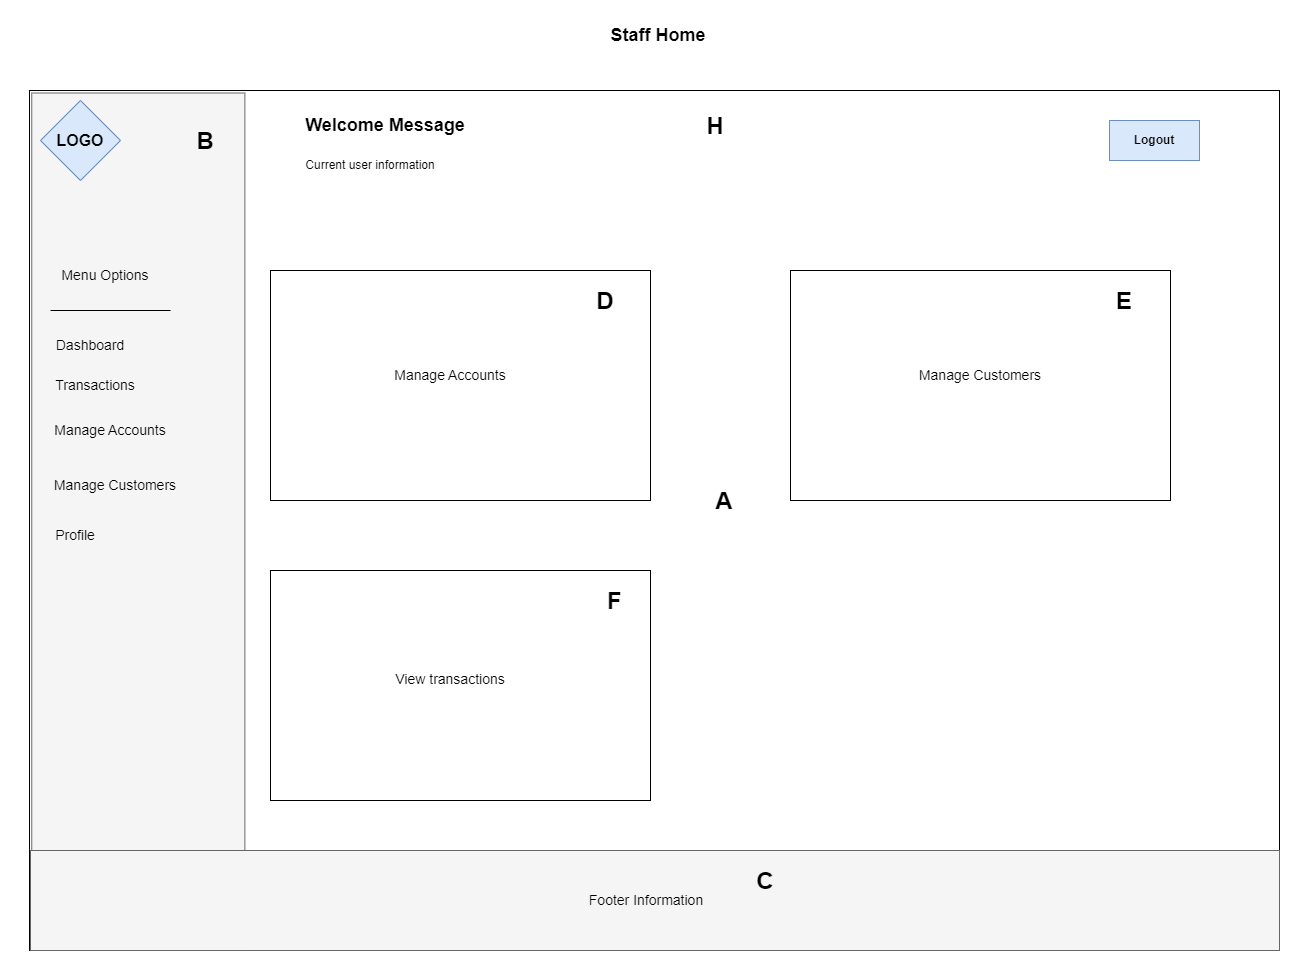 Staff Home
LOGO
B
Welcome Message
H
Logout
Current user information
Menu Options
Dashboard
Transactions
Manage Accounts
Manage Customers
Profile
D
Manage Accounts
E
Manage Customers
A
F
View transactions
C
Footer Information